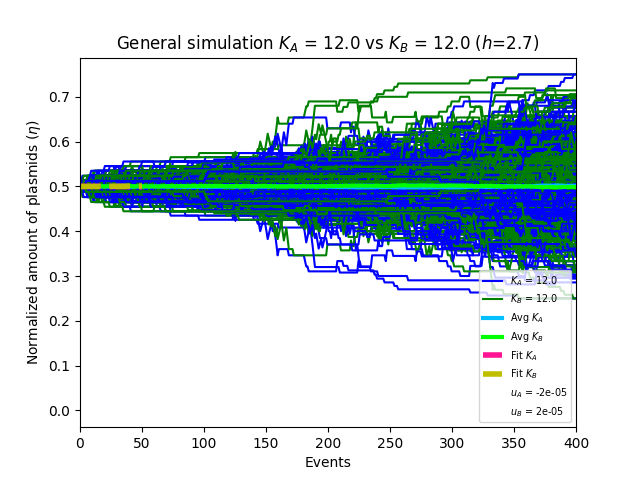 General simulation K_A = 12.0 vs K_B = 12.0 (h=2.7)
Normalized amount of plasmids (η)
0.7
0.6
0.5
0.4
0.3
0.2
0.1
0.0
0 50 100 150 200 250 300 350 400
Events
K_A = 12.0
K_B = 12.0
Avg K_A
Avg K_B
Fit K_A
Fit K_B
u_A = -2e-05
u_B = 2e-05